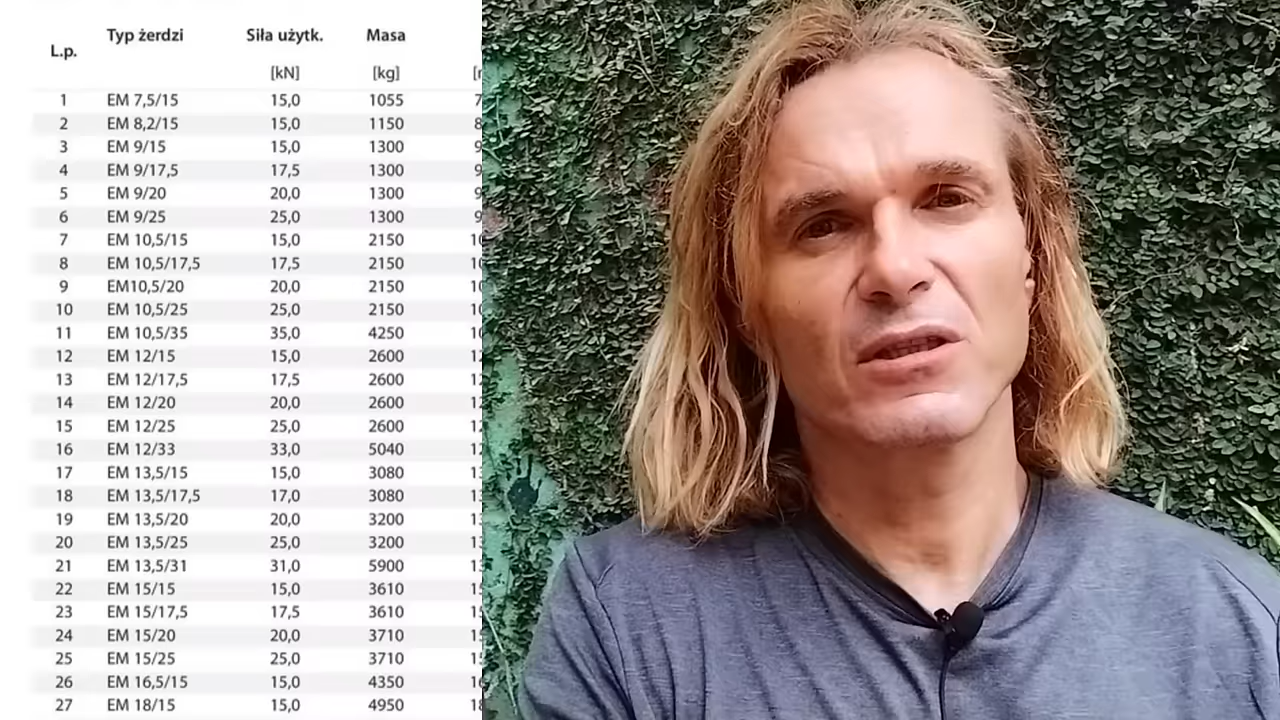 Typ żerdzi Siła użytk. Masa
L.p.
[kN] [kg]
1 EM 7,5/15 15,0 1055
2 EM 8,2/15 15,0 1150
3 EM 9/15 15,0 1300
4 EM 9/17,5 17,5 1300
5 EM 9/20 20,0 1300
6 EM 9/25 25,0 1300
7 EM 10,5/15 15,0 2150
8 EM 10,5/17,5 17,5 2150
9 EM10,5/20 20,0 2150
10 EM 10,5/25 25,0 2150
11 EM 10,5/35 35,0 4250
12 EM 12/15 15,0 2600
13 EM 12/17,5 17,5 2600
14 EM 12/20 20,0 2600
15 EM 12/25 25,0 2600
16 EM 12/33 33,0 5040
17 EM 13,5/15 15,0 3080
18 EM 13,5/17,5 17,0 3080
19 EM 13,5/20 20,0 3200
20 EM 13,5/25 25,0 3200
21 EM 13,5/31 31,0 5900
22 EM 15/15 15,0 3610
23 EM 15/17,5 17,5 3610
24 EM 15/20 20,0 3710
25 EM 15/25 25,0 3710
26 EM 16,5/15 15,0 4350
27 EM 18/15 15,0 4950